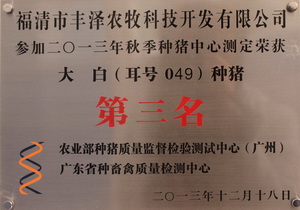 福清市丰泽农牧科技开发有限公司
参加二〇一三年秋季种猪中心测定荣获
大白（耳号049）种猪
第三名
农业部种猪质量监督检验测试中心（广州）
广东省种畜禽质量检测中心
二〇一三年十二月十八日